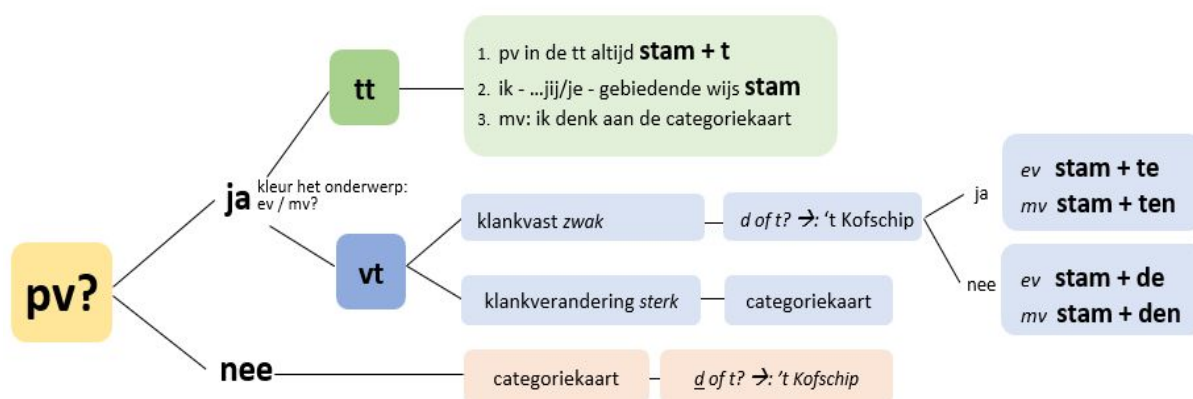 pv?
ja
kleur het onderwerp:
ev / mv?
tt
1. pv in de tt altijd stam + t
2. ik - ...jij/je - gebiedende wijs stam
3. mv: ik denk aan de categoriekaart
vt
klankvast zwak
d of t? →: ‘t Kofschip
ja
ev stam + te
mv stam + ten
nee
ev stam + de
mv stam + den
klankverandering sterk
categoriekaart
nee
categoriekaart
d of t? →: ‘t Kofschip